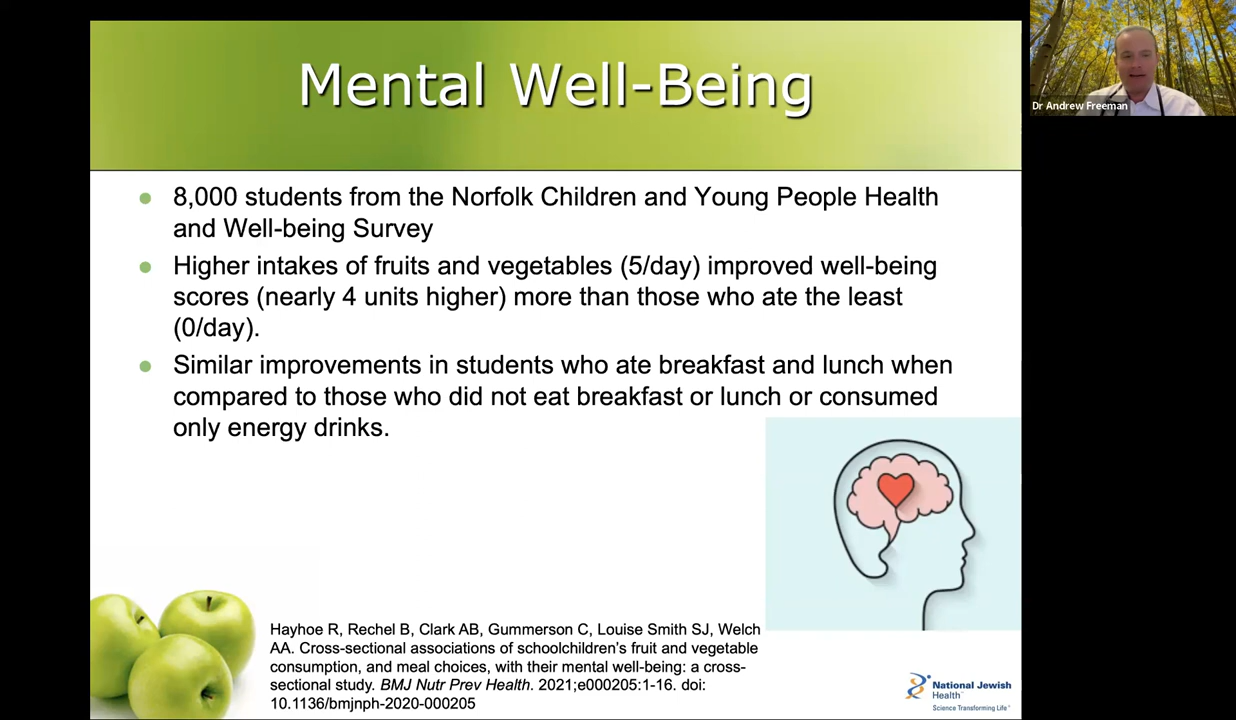 Mental Well-Being
Dr Andrew Freeman
8,000 students from the Norfolk Children and Young People Health
and Well-being Survey
Higher intakes of fruits and vegetables (5/day) improved well-being
scores (nearly 4 units higher) more than those who ate the least
(0/day).
Similar improvements in students who ate breakfast and lunch when
compared to those who did not eat breakfast or lunch or consumed
only energy drinks.
Hayhoe R, Rechel B, Clark AB, Gummerson C, Louise Smith SJ, Welch
AA. Cross-sectional associations of schoolchildren's fruit and vegetable
consumption, and meal choices, with their mental well-being: a cross-
sectional study. BMJ Nutr Prev Health. 2021;e000205:1-16. doi:
10.1136/bmjnph-2020-000205
National Jewish
Health™
Science Transforming Life®